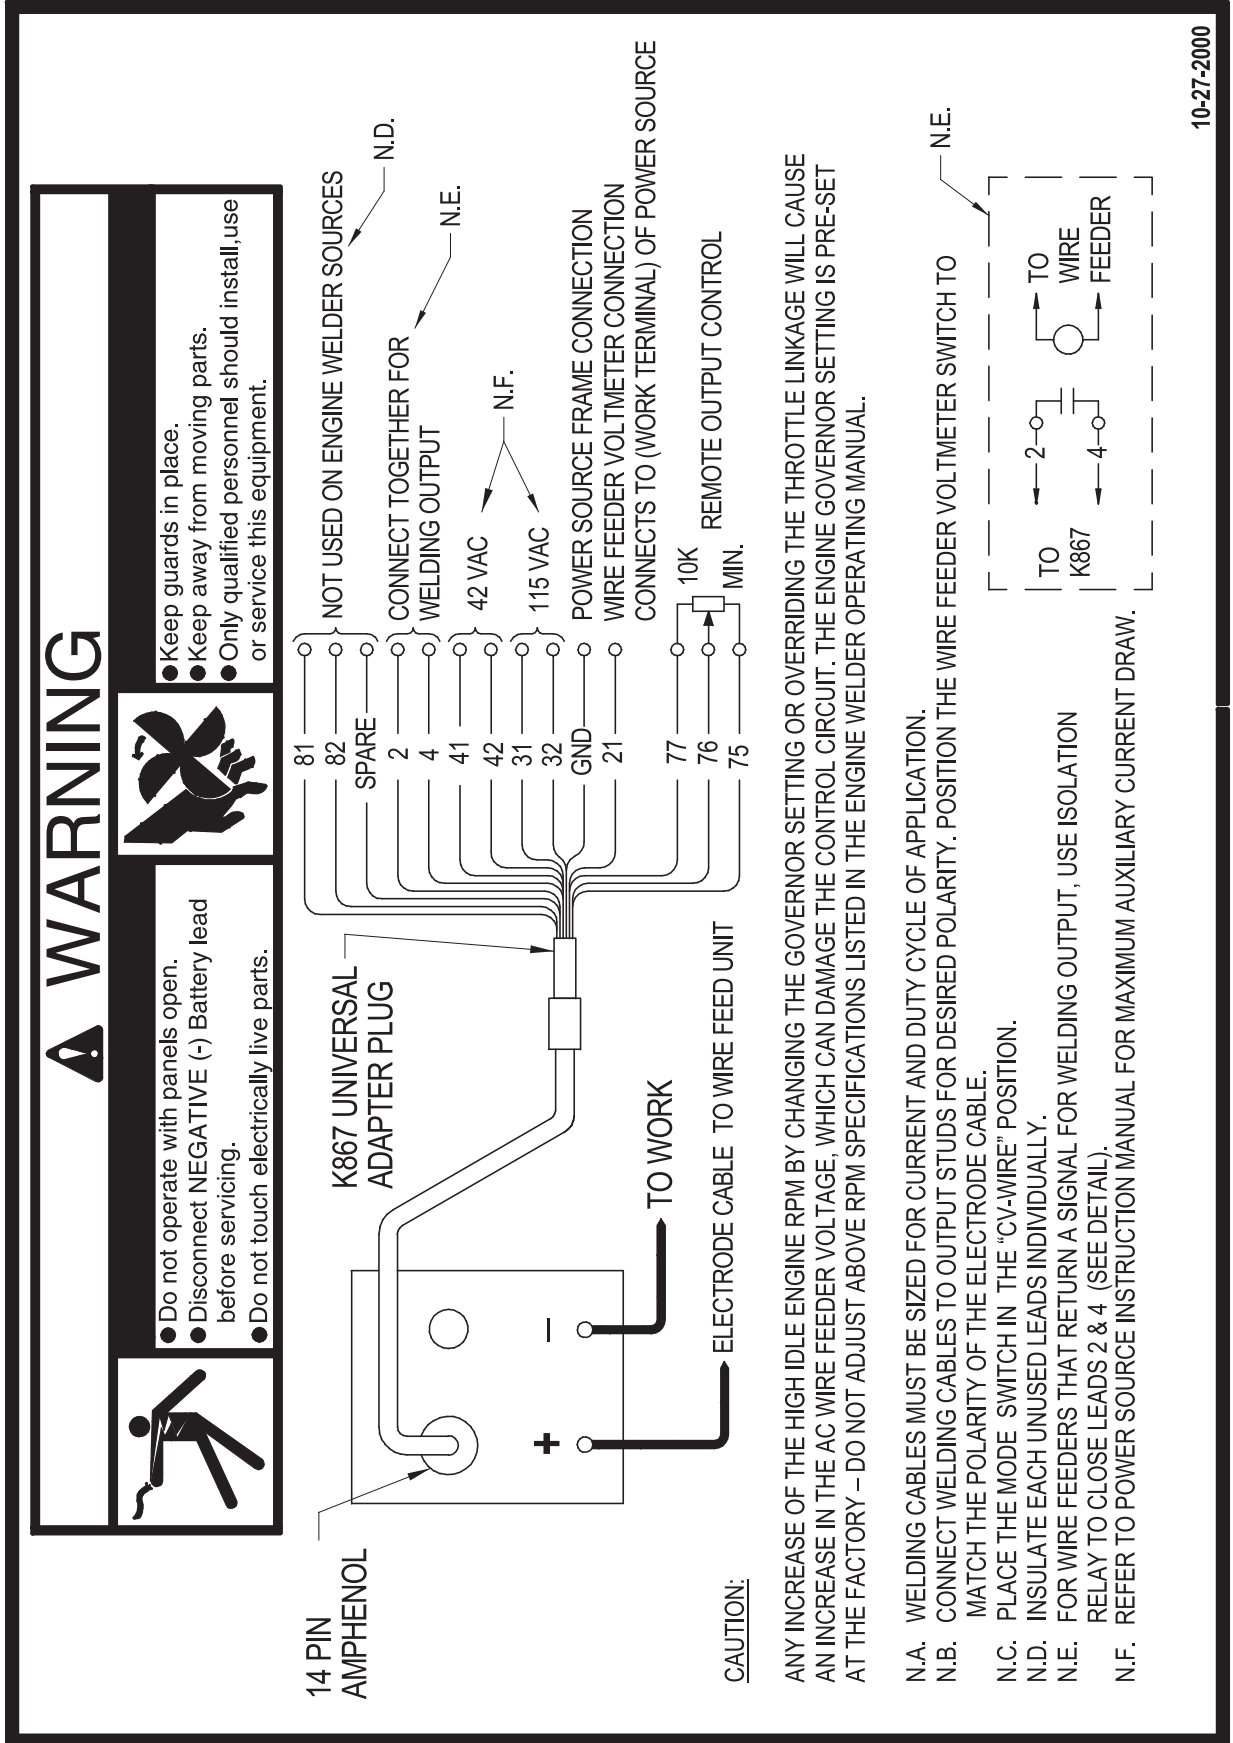 WARNING
● Do not operate with panels open.
● Disconnect NEGATIVE (-) Battery lead
before servicing.
● Do not touch electrically live parts.
● Keep guards in place.
● Keep away from moving parts.
● Only qualified personnel should install,use
or service this equipment.
14 PIN
AMPHENOL
K867 UNIVERSAL
ADAPTER PLUG
+
–
TO WORK
ELECTRODE CABLE TO WIRE FEED UNIT
81
82
SPARE
2
4
41
42
31
32
GND
21
77
76
75
NOT USED ON ENGINE WELDER SOURCES
N.D.
CONNECT TOGETHER FOR
WELDING OUTPUT
N.E.
42 VAC
115 VAC
N.F.
POWER SOURCE FRAME CONNECTION
WIRE FEEDER VOLTMETER CONNECTION
CONNECTS TO (WORK TERMINAL) OF POWER SOURCE
10K
REMOTE OUTPUT CONTROL
MIN.
CAUTION:
ANY INCREASE OF THE HIGH IDLE ENGINE RPM BY CHANGING THE GOVERNOR SETTING OR OVERRIDING THE THROTTLE LINKAGE WILL CAUSE
AN INCREASE IN THE AC WIRE FEEDER VOLTAGE, WHICH CAN DAMAGE THE CONTROL CIRCUIT. THE ENGINE GOVERNOR SETTING IS PRE-SET
AT THE FACTORY – DO NOT ADJUST ABOVE RPM SPECIFICATIONS LISTED IN THE ENGINE WELDER OPERATING MANUAL.
N.A. WELDING CABLES MUST BE SIZED FOR CURRENT AND DUTY CYCLE OF APPLICATION.
N.B. CONNECT WELDING CABLES TO OUTPUT STUDS FOR DESIRED POLARITY. POSITION THE WIRE FEEDER VOLTMETER SWITCH TO
MATCH THE POLARITY OF THE ELECTRODE CABLE.
N.C. PLACE THE MODE SWITCH IN THE “CV-WIRE” POSITION.
N.D. INSULATE EACH UNUSED LEADS INDIVIDUALLY.
N.E. FOR WIRE FEEDERS THAT RETURN A SIGNAL FOR WELDING OUTPUT, USE ISOLATION
RELAY TO CLOSE LEADS 2 & 4 (SEE DETAIL).
N.F. REFER TO POWER SOURCE INSTRUCTION MANUAL FOR MAXIMUM AUXILIARY CURRENT DRAW.
N.E.
TO
K867
2
4
TO
WIRE
FEEDER
10-27-2000